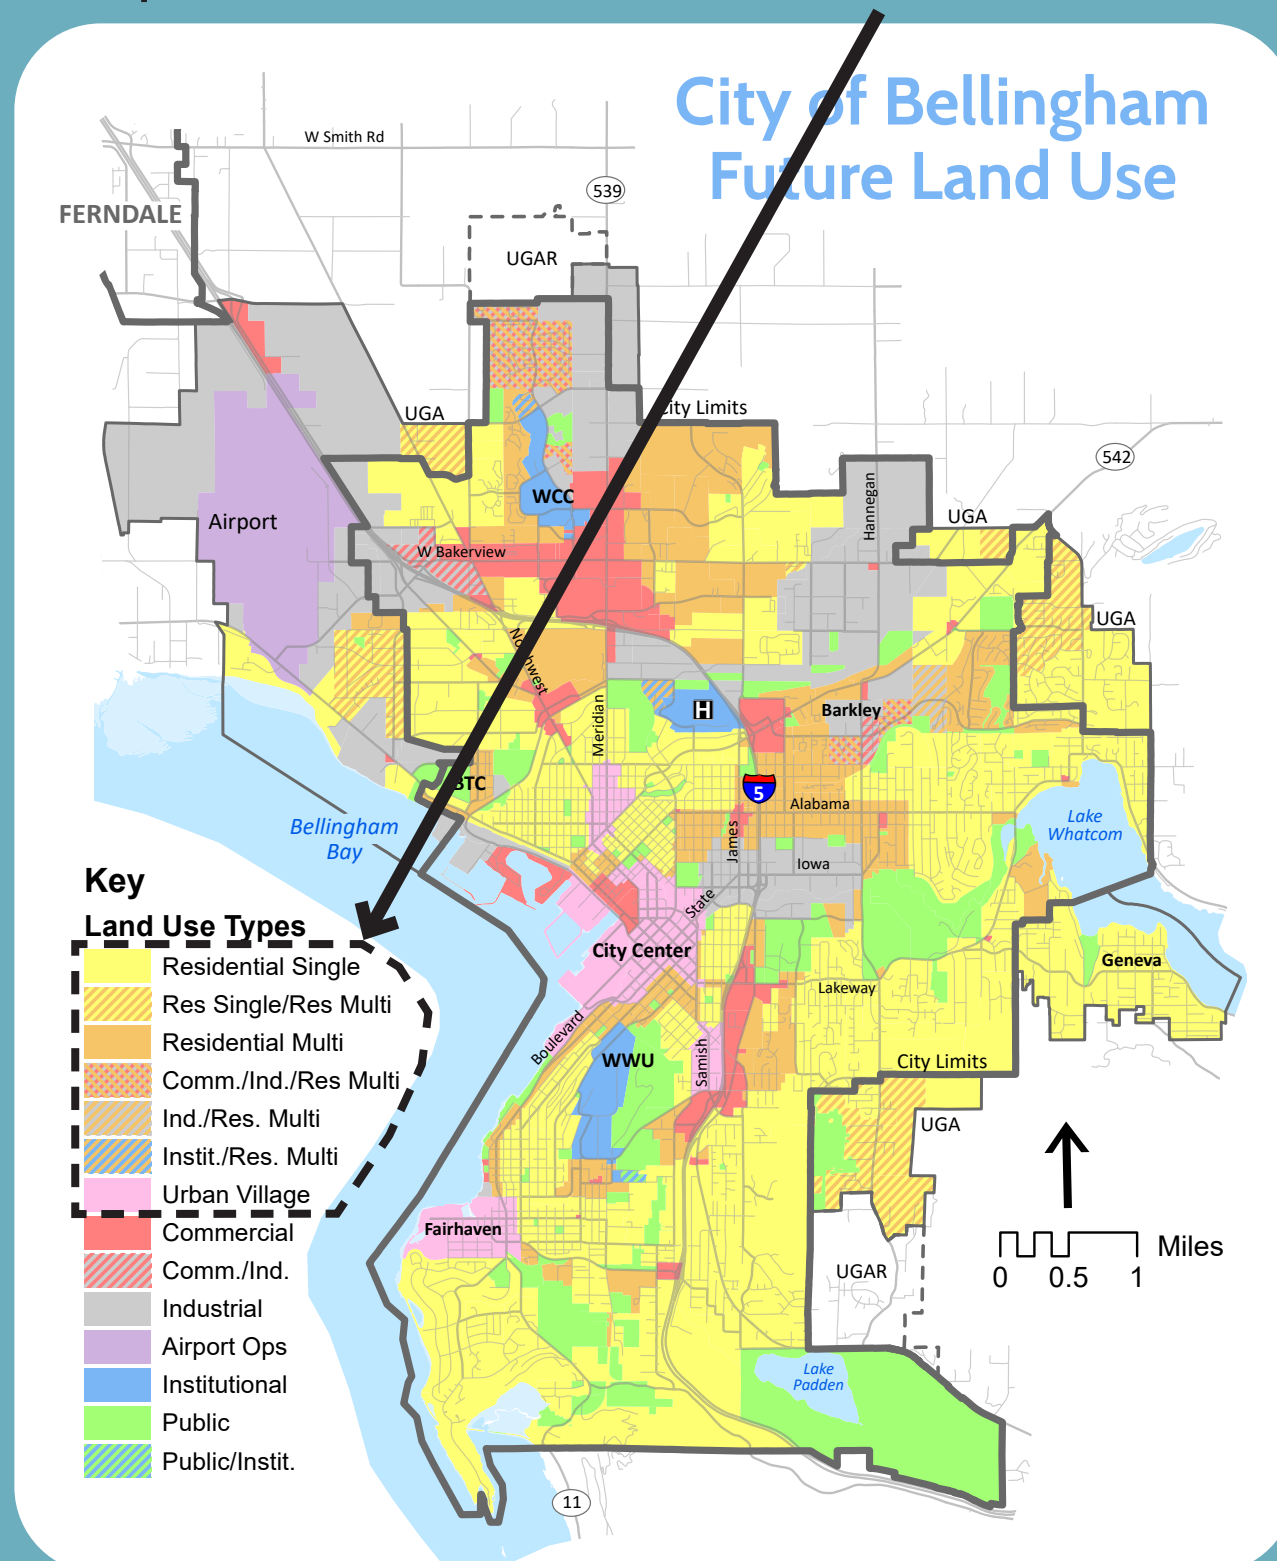 City of Bellingham
Future Land Use
W Smith Rd
539
FERNDALE
UGAR
UGA
City Limits
542
Hannegan
WCC
UGA
Airport
W Bakerview
UGA
Northwest
H
Barkley
Meridian
BTC
5
Alabama
Lake
Whatcom
Bellingham
Bay
James
Iowa
State
City Center
Geneva
Lakeway
Boulevard
WWU
Samish
City Limits
UGA
Fairhaven
UGAR
Miles
0 0.5 1
Lake
Padden
11
Key
Land Use Types
Residential Single
Res Single/Res Multi
Residential Multi
Comm./Ind./Res Multi
Ind./Res. Multi
Instit./Res. Multi
Urban Village
Commercial
Comm./Ind.
Industrial
Airport Ops
Institutional
Public
Public/Instit.